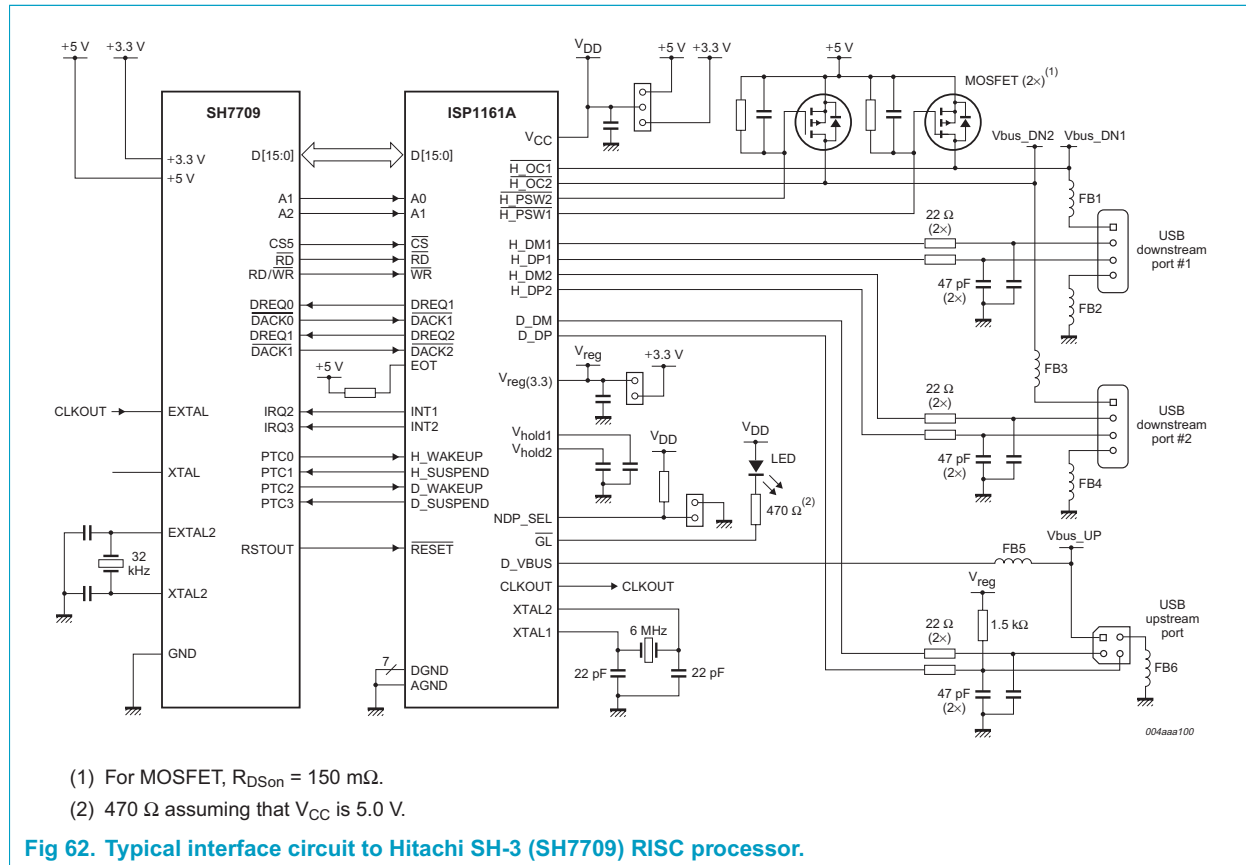 +5 V
+3.3 V
SH7709
+3.3 V
+5 V
D[15:0]
A1
A2
CS5
RD
RD/WR
DREQ0
DACK0
DREQ1
DACK1
CLKOUT
EXTAL
IRQ2
IRQ3
XTAL
PTC0
PTC1
PTC2
PTC3
EXTAL2
32
kHz
RSTOUT
XTAL2
GND
ISP1161A
D[15:0]
A0
A1
CS
RD
WR
DREQ1
DACK1
DREQ2
DACK2
EOT
+5 V
INT1
INT2
H_WAKEUP
H_SUSPEND
D_WAKEUP
D_SUSPEND
RESET
7
DGND
AGND
VCC
H_OC1
H_OC2
H_PSW2
H_PSW1
H_DM1
H_DP1
H_DM2
H_DP2
D_DM
D_DP
Vreg(3.3)
Vhold1
Vhold2
NDP_SEL
GL
D_VBUS
CLKOUT
XTAL2
XTAL1
VDD
+5 V
+3.3 V
+5 V
MOSFET (2×)(1)
Vbus_DN2
Vbus_DN1
FB1
22 Ω
(2×)
USB
downstream
port #1
47 pF
(2×)
FB2
Vreg
+3.3 V
FB3
22 Ω
(2×)
USB
downstream
port #2
47 pF
(2×)
FB4
VDD
VDD
LED
470 Ω(2)
CLKOUT
6 MHz
22 pF
22 pF
FB5
Vbus_UP
Vreg
1.5 kΩ
22 Ω
(2×)
USB
upstream
port
FB6
47 pF
(2×)
004aaa100
(1) For MOSFET, RDSon = 150 mΩ.
(2) 470 Ω assuming that VCC is 5.0 V.
Fig 62. Typical interface circuit to Hitachi SH-3 (SH7709) RISC processor.